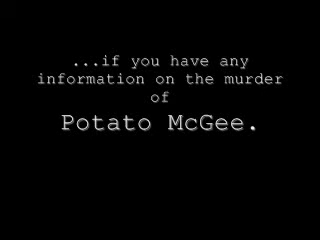 ...if you have any
information on the murder
of
Potato McGee.